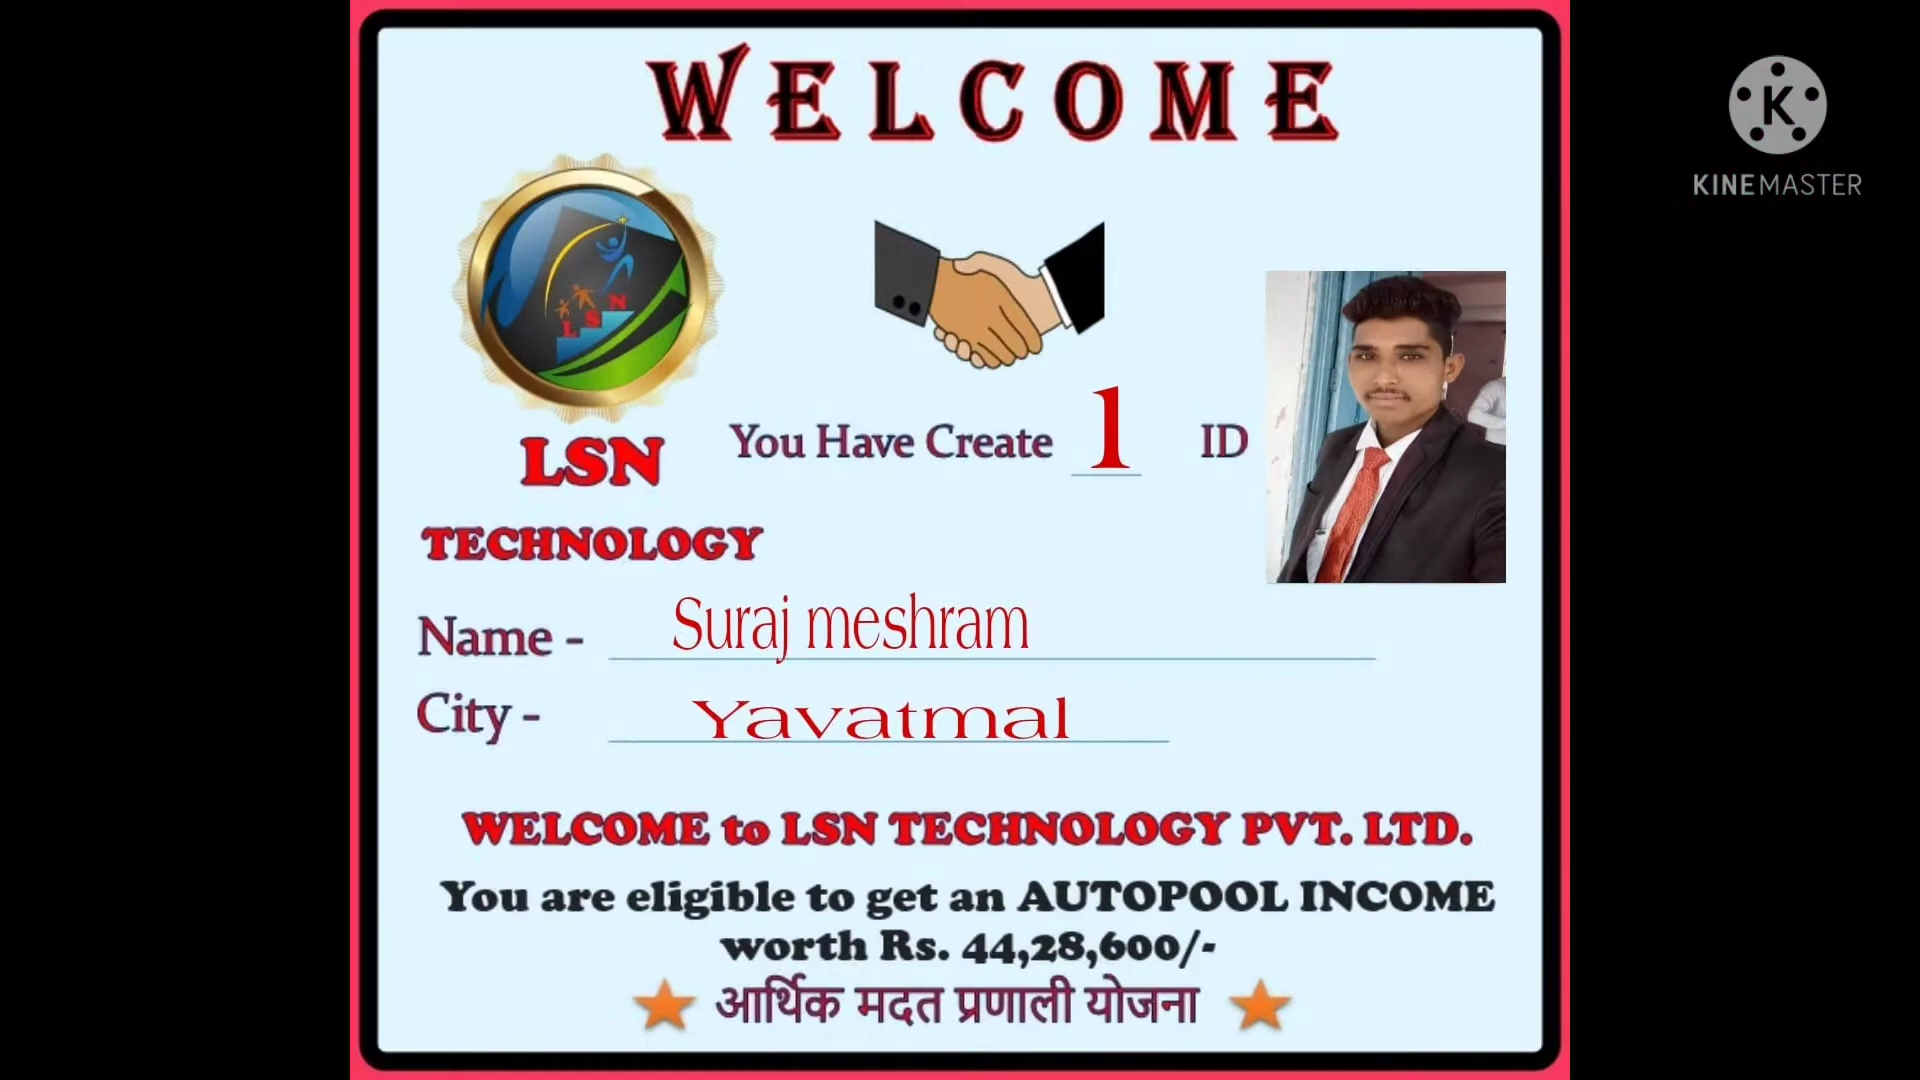 WELCOME
KINEMASTER
L S N
You Have Create 1 ID
LSN
TECHNOLOGY
Name - Suraj meshram
City - Yavatmal
WELCOME to LSN TECHNOLOGY PVT. LTD.
You are eligible to get an AUTOPOOL INCOME
worth Rs. 44,28,600/-
आर्थिक मदत प्रणाली योजना